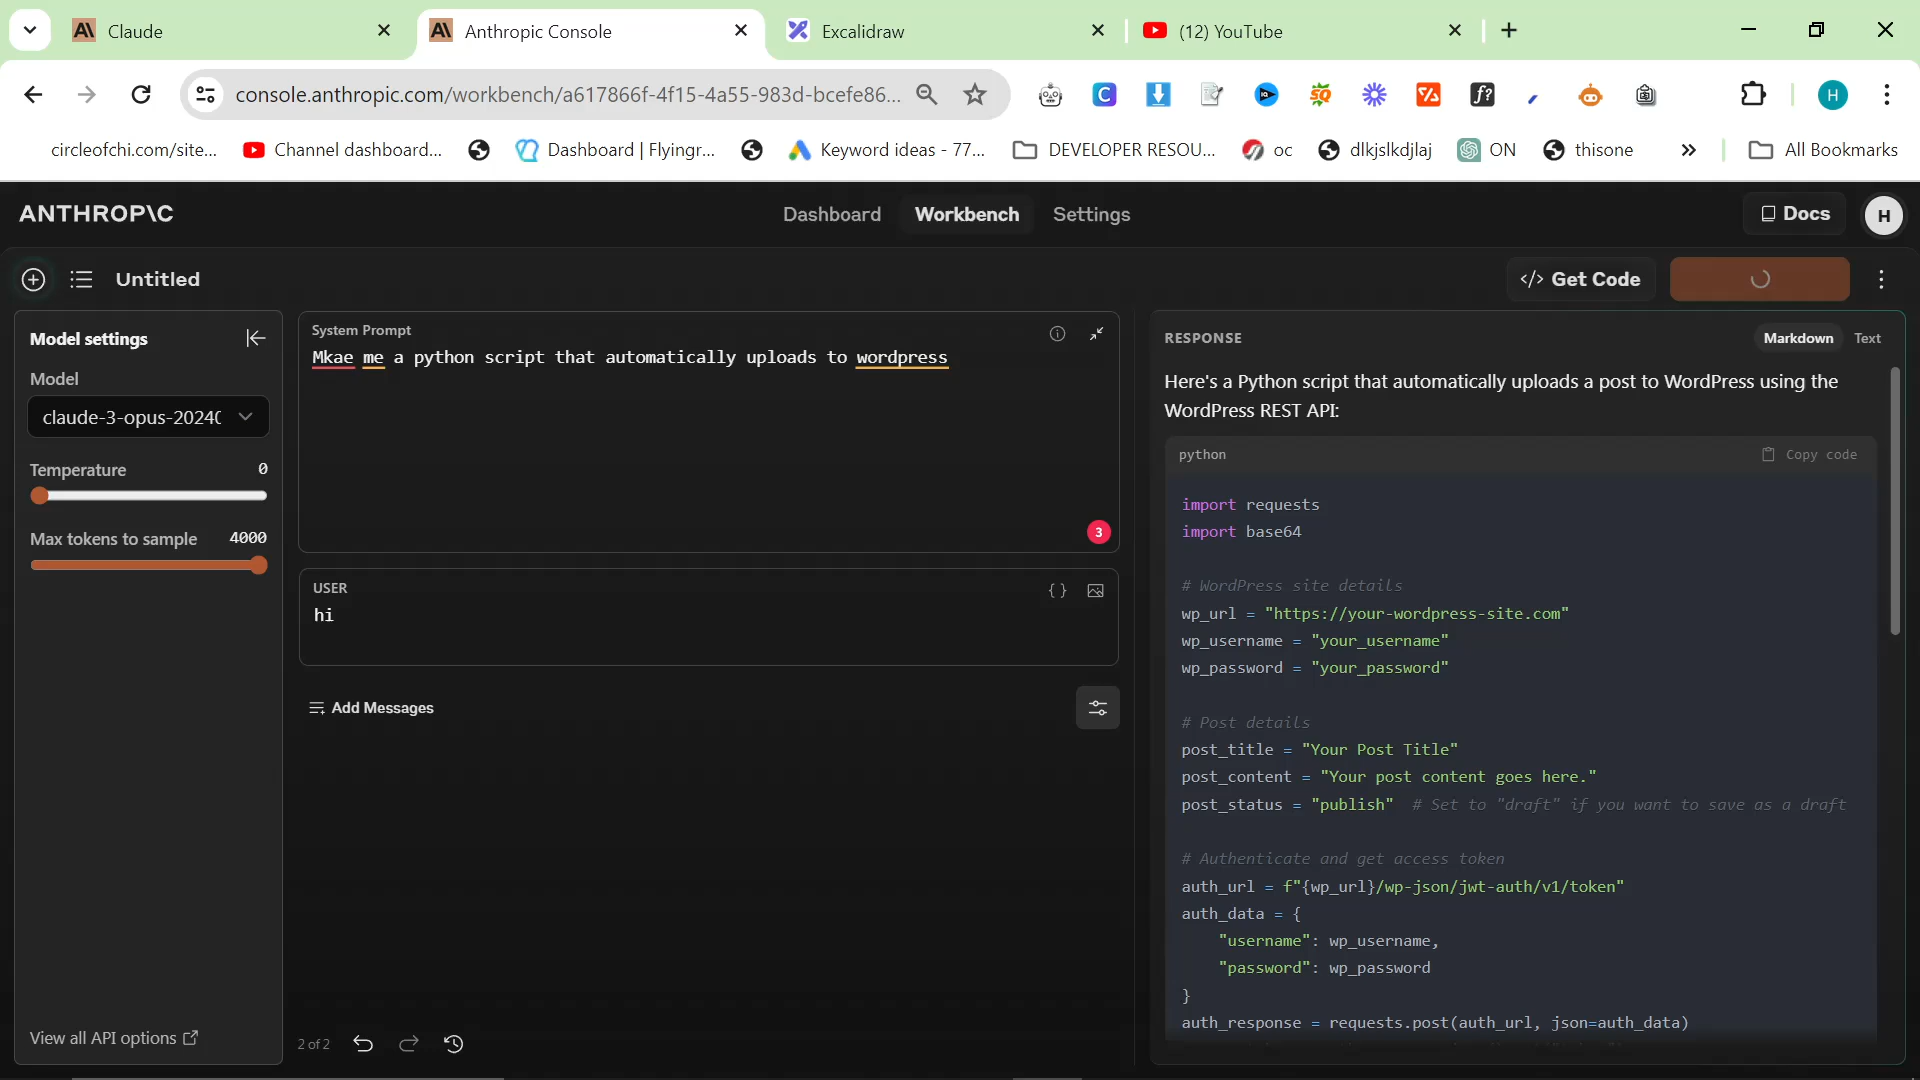 Claude
Anthropic Console
Excalidraw
(12) YouTube
console.anthropic.com/workbench/a617866f-4f15-4a55-983d-bcefe86...
H
circleofchi.com/site...
Channel dashboard...
Dashboard | Flyingr...
Keyword ideas - 77...
DEVELOPER RESOU...
oc
dlkjslkdjlaj
ON
thisone
All Bookmarks
ANTHROP\C
Dashboard
Workbench
Settings
Docs
H
Untitled
</> Get Code
Model settings
Model
claude-3-opus-2024(
Temperature 0
Max tokens to sample 4000
View all API options
System Prompt
Mkae me a python script that automatically uploads to wordpress
3
USER
{ }
hi
Add Messages
2 of 2
RESPONSE
Markdown
Text
Here's a Python script that automatically uploads a post to WordPress using the
WordPress REST API:
python
Copy code
import requests
import base64
# WordPress site details
wp_url = "https://your-wordpress-site.com"
wp_username = "your_username"
wp_password = "your_password"
# Post details
post_title = "Your Post Title"
post_content = "Your post content goes here."
post_status = "publish"  # Set to "draft" if you want to save as a draft
# Authenticate and get access token
auth_url = f"{wp_url}/wp-json/jwt-auth/v1/token"
auth_data = {
"username": wp_username,
"password": wp_password
}
auth_response = requests.post(auth_url, json=auth_data)